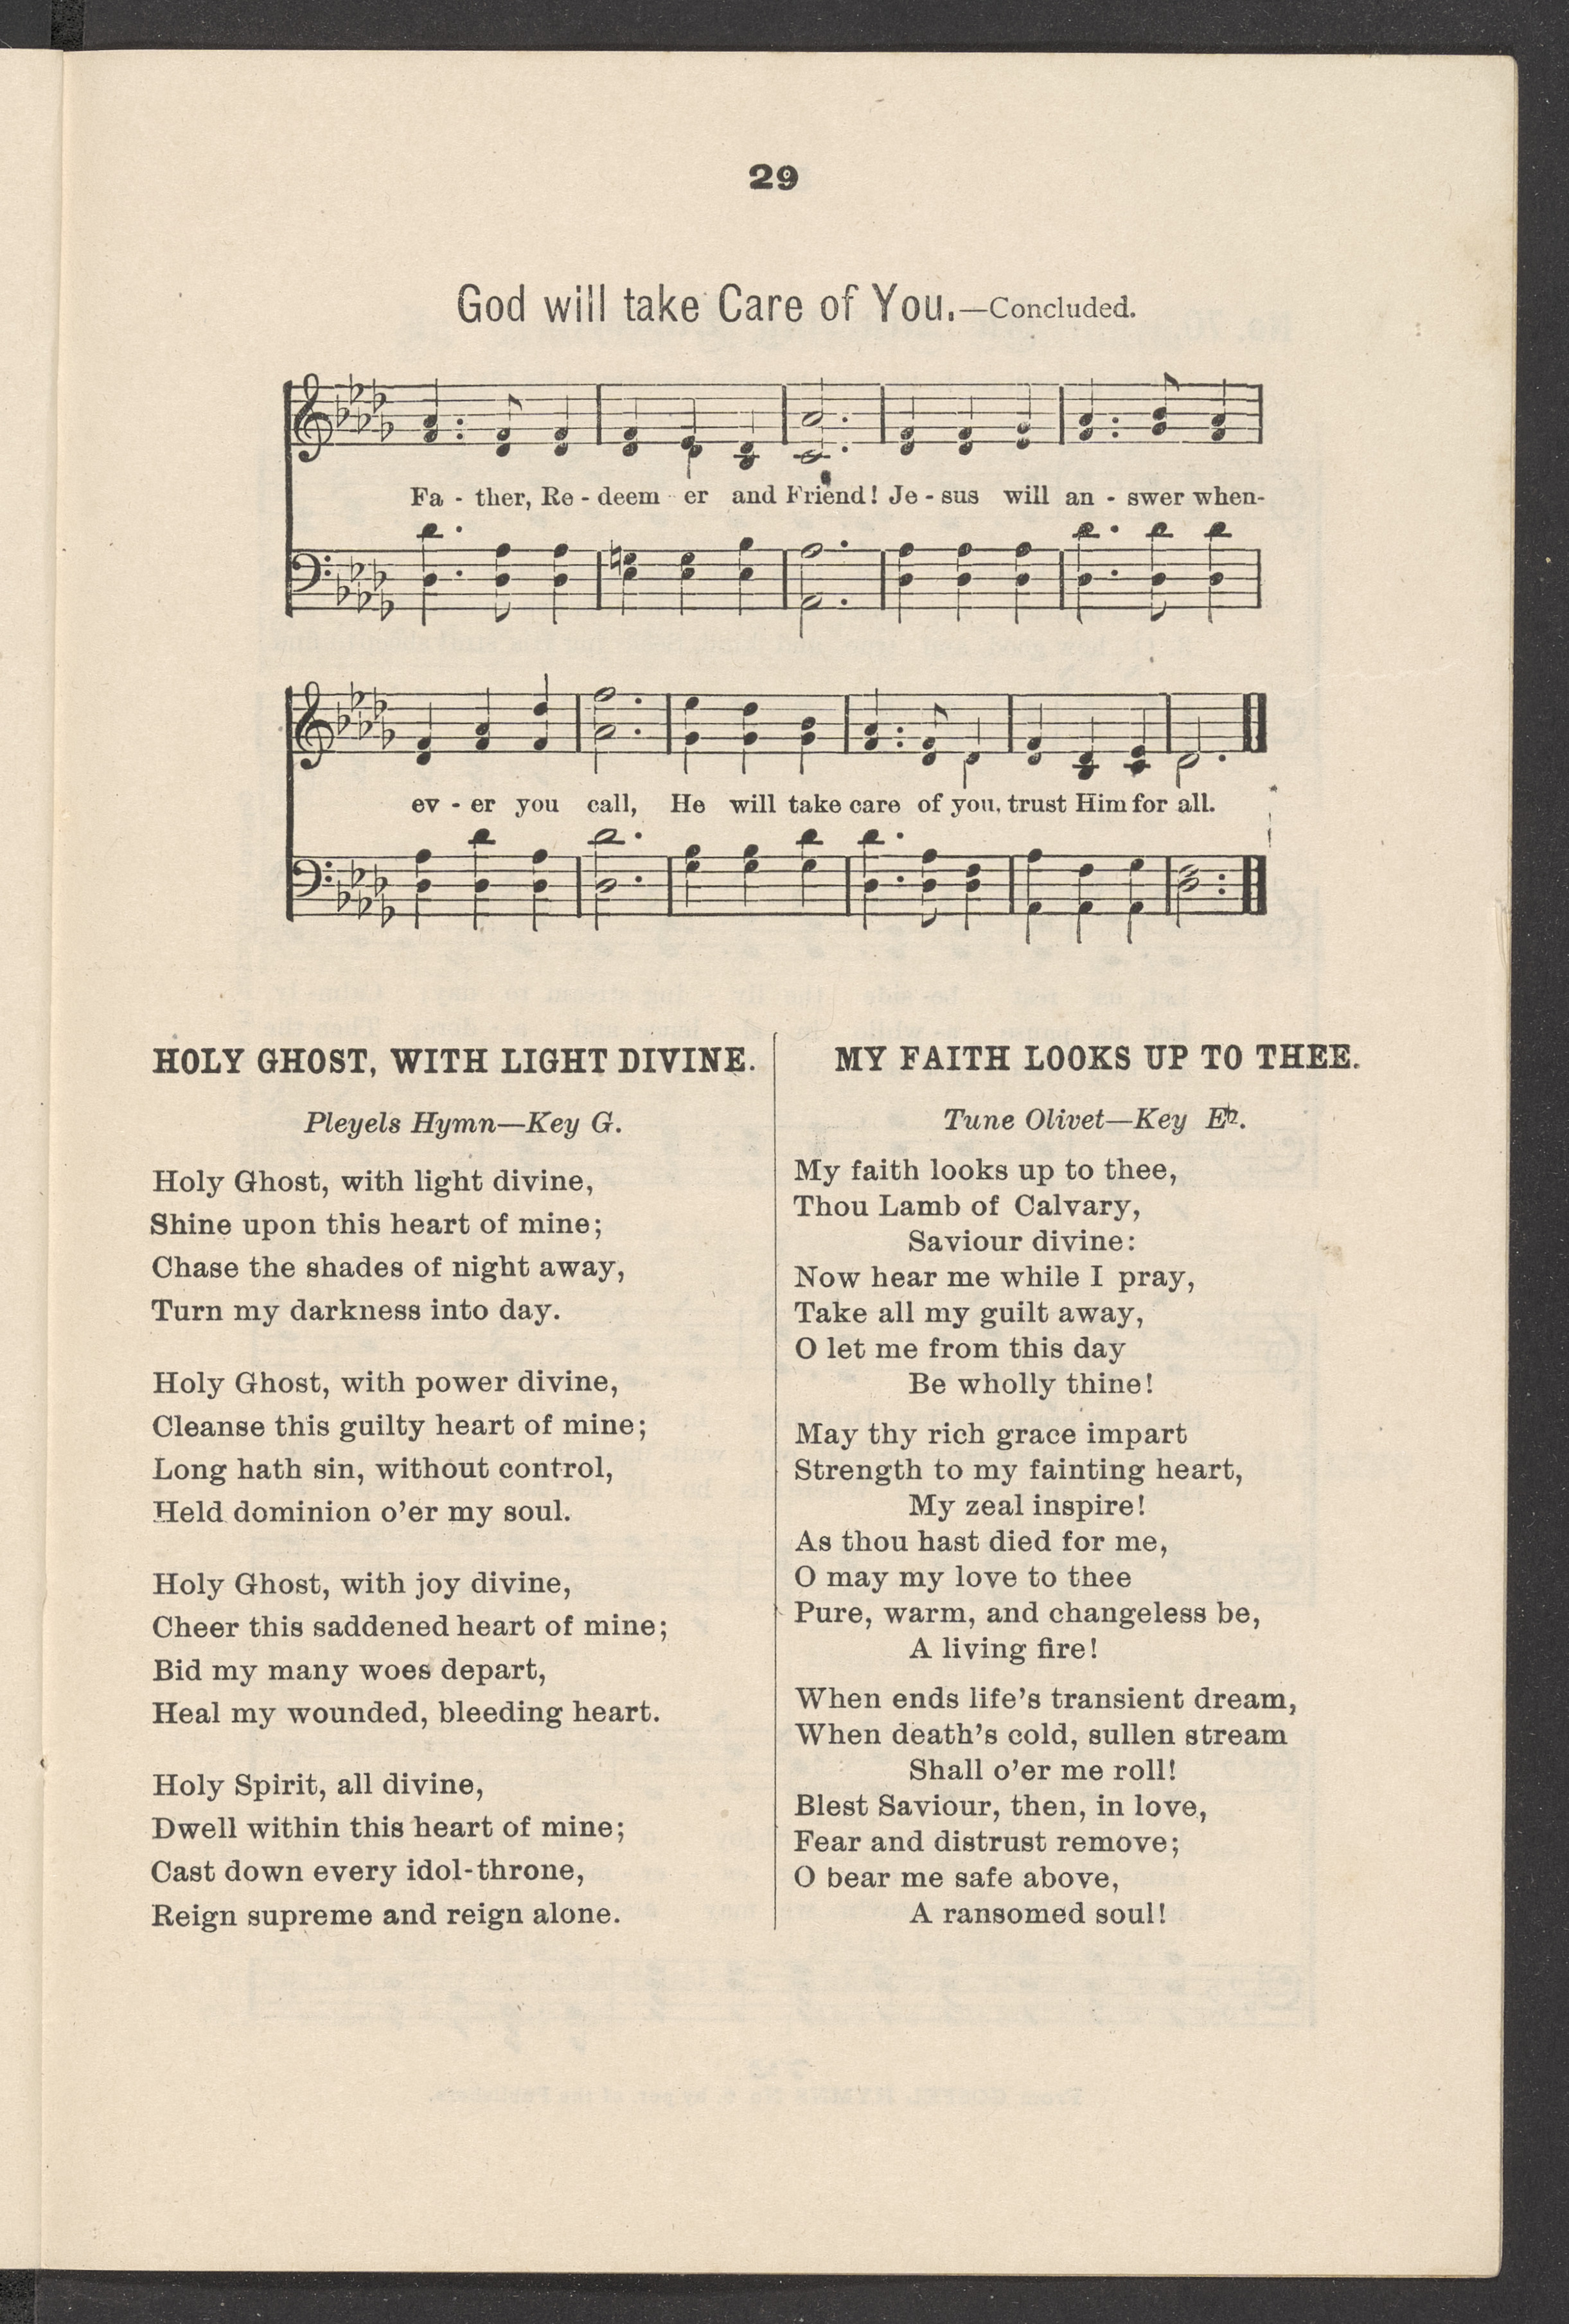 29
God will take Care of You.—Concluded.
Fa - ther, Re - deem - er and Friend! Je - sus will an - swer when-
ev - er you call, He will take care of you, trust Him for all.
HOLY GHOST, WITH LIGHT DIVINE.
Pleyels Hymn—Key G.
Holy Ghost, with light divine,
Shine upon this heart of mine;
Chase the shades of night away,
Turn my darkness into day.
Holy Ghost, with power divine,
Cleanse this guilty heart of mine;
Long hath sin, without control,
Held dominion o'er my soul.
Holy Ghost, with joy divine,
Cheer this saddened heart of mine;
Bid my many woes depart,
Heal my wounded, bleeding heart.
Holy Spirit, all divine,
Dwell within this heart of mine;
Cast down every idol-throne,
Reign supreme and reign alone.
MY FAITH LOOKS UP TO THEE.
Tune Olivet—Key E♭.
My faith looks up to thee,
Thou Lamb of Calvary,
Saviour divine:
Now hear me while I pray,
Take all my guilt away,
O let me from this day
Be wholly thine!
May thy rich grace impart
Strength to my fainting heart,
My zeal inspire!
As thou hast died for me,
O may my love to thee
Pure, warm, and changeless be,
A living fire!
When ends life's transient dream,
When death's cold, sullen stream
Shall o'er me roll!
Blest Saviour, then, in love,
Fear and distrust remove;
O bear me safe above,
A ransomed soul!